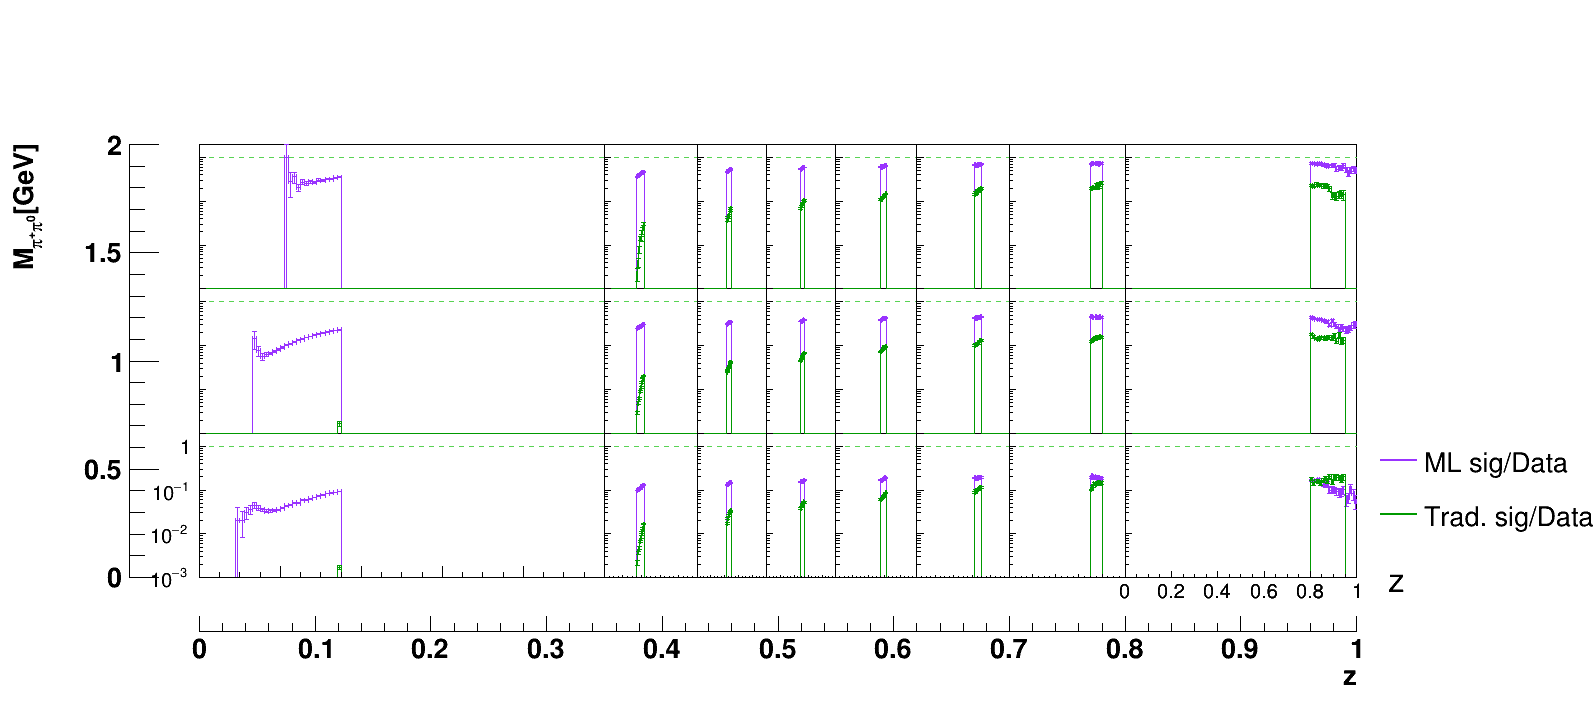 M π⁺π⁰ [GeV]
2
1.5
1
0.5
0
1
10⁻¹
10⁻²
10⁻³
ML sig/Data
Trad. sig/Data
0 0.2 0.4 0.6 0.8 1 z
0 0.1 0.2 0.3 0.4 0.5 0.6 0.7 0.8 0.9 1
z